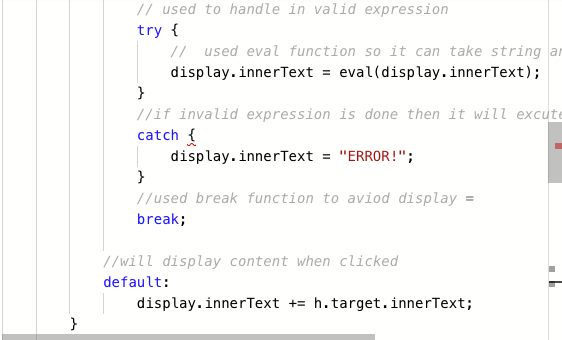 // used to handle in valid expression
try {
//  used eval function so it can take string
display.innerText = eval(display.innerText);
}
//if invalid expression is done then it will excute
catch {
display.innerText = "ERROR!";
}
//used break function to aviod display =
break;
//will display content when clicked
default:
display.innerText += h.target.innerText;
}